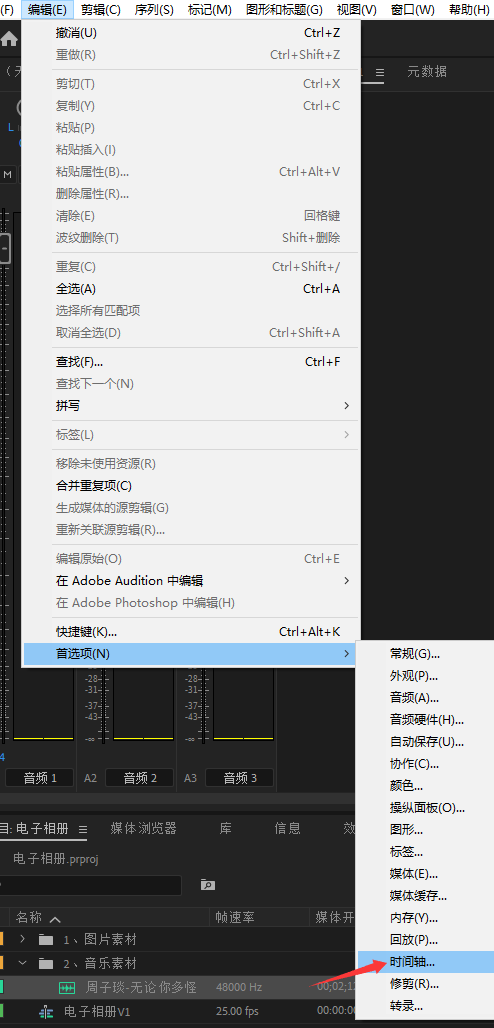 (F) 编辑(E) 剪辑(C) 序列(S) 标记(M) 图形和标题(G) 视图(V) 窗口(W) 帮助(H)
撤消(U) Ctrl+Z
重做(R) Ctrl+Shift+Z
元数据
剪切(T) Ctrl+X
复制(Y) Ctrl+C
粘贴(P)
L
粘贴插入(I)
M
粘贴属性(B)... Ctrl+Alt+V
删除属性(R)...
清除(E) 回格键
波纹删除(T) Shift+删除
重复(C) Ctrl+Shift+/
全选(A) Ctrl+A
选择所有匹配项
取消全选(D) Ctrl+Shift+A
查找(F)... Ctrl+F
查找下一个(N)
拼写
标签(L)
移除未使用资源(R)
合并重复项(C)
生成媒体的源剪辑(G)
重新关联源剪辑(R)...
编辑原始(O) Ctrl+E
在 Adobe Audition 中编辑
在 Adobe Photoshop 中编辑(H)
快捷键(K)... Ctrl+Alt+K
首选项(N)
常规(G)...
外观(P)...
音频(A)...
音频硬件(H)...
自动保存(U)...
协作(C)...
颜色...
操纵面板(O)...
图形...
标签...
媒体(E)...
媒体缓存...
内存(Y)...
回放(P)...
时间轴...
修剪(R)...
转录...
-28 -28 -28
-31 -31 -31
-37 -37 -37
-43 -43 -43
-∞ -∞ -∞
4
音频 1 A2 音频 2 A3 音频 3
目: 电子相册 媒体浏览器 库 信息 效
电子相册.prproj
名称 帧速率 媒体开
1、图片素材
2、音乐素材
周子琰-无论你多怪 48000 Hz 00;02;12
电子相册V1 25.00 fps 00:00:00